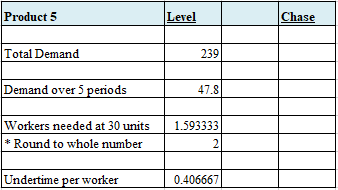 Product 5 Level Chase
Total Demand 239
Demand over 5 periods 47.8
Workers needed at 30 units 1.593333
* Round to whole number 2
Undertime per worker 0.406667